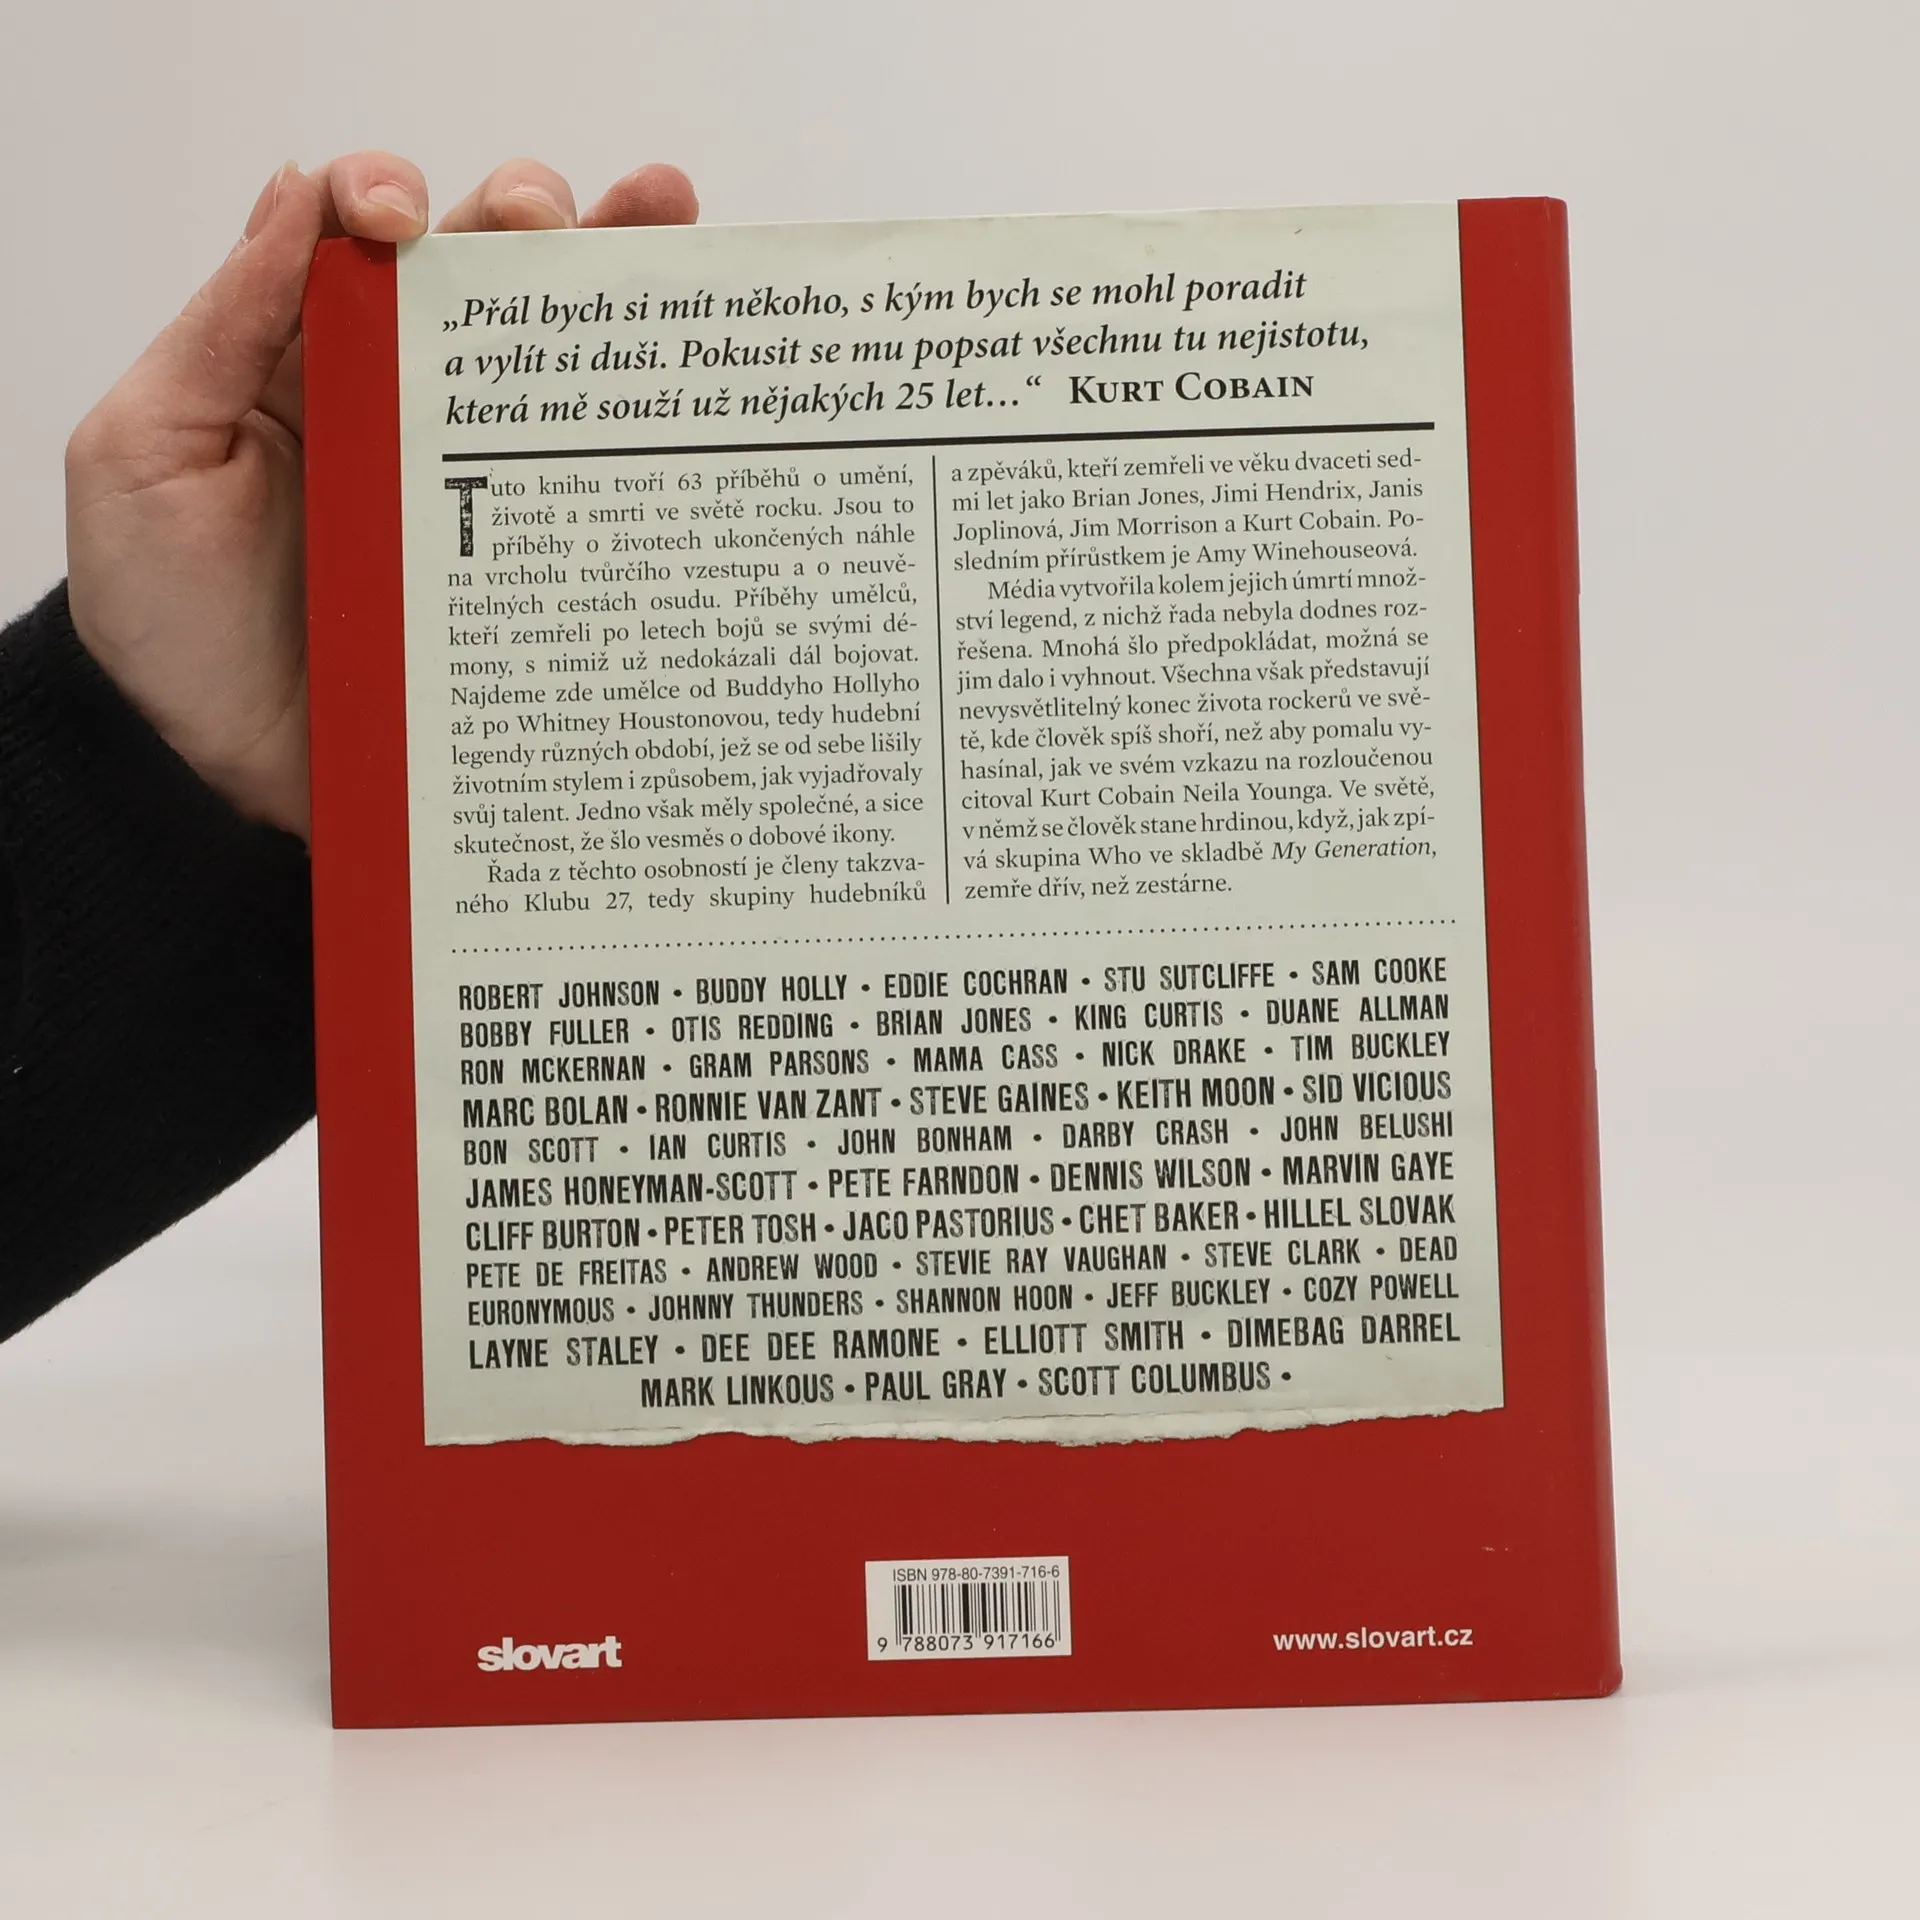 „Přál bych si mít někoho, s kým bych se mohl poradit
a vylít si duši. Pokusit se mu popsat všechnu tu nejistotu,
která mě souží už nějakých 25 let…“ KURT COBAIN
Tuto knihu tvoří 63 příběhů o umění,
životě a smrti ve světě rocku. Jsou to
příběhy o životech ukončených náhle
na vrcholu tvůrčího vzestupu a o neuvě-
řitelných cestách osudu. Příběhy umělců,
kteří zemřeli po letech bojů se svými dé-
mony, s nimiž už nedokázali dál bojovat.
Najdeme zde umělce od Buddyho Hollyho
až po Whitney Houstonovou, tedy hudební
legendy různých období, jež se od sebe lišily
životním stylem i způsobem, jak vyjadřovaly
svůj talent. Jedno však měly společné, a sice
skutečnost, že šlo vesměs o dobové ikony.
Řada z těchto osobností je členy takzva-
ného Klubu 27, tedy skupiny hudebníků
a zpěváků, kteří zemřeli ve věku dvaceti sed-
mi let jako Brian Jones, Jimi Hendrix, Janis
Joplinová, Jim Morrison a Kurt Cobain. Po-
sledním přírůstkem je Amy Winehouseová.
Média vytvořila kolem jejich úmrtí množ-
ství legend, z nichž řada nebyla dodnes roz-
řešena. Mnohá šlo předpokládat, možná se
jim dalo i vyhnout. Všechna však představují
nevysvětlitelný konec života rockerů ve svě-
tě, kde člověk spíš shoří, než aby pomalu vy-
hasínal, jak ve svém vzkazu na rozloučenou
citoval Kurt Cobain Neila Younga. Ve světě,
v němž se člověk stane hrdinou, když, jak zpí-
vá skupina Who ve skladbě My Generation,
zemře dřív, než zestárne.
ROBERT JOHNSON • BUDDY HOLLY • EDDIE COCHRAN • STU SUTCLIFFE • SAM COOKE
BOBBY FULLER • OTIS REDDING • BRIAN JONES • KING CURTIS • DUANE ALLMAN
RON MCKERNAN • GRAM PARSONS • MAMA CASS • NICK DRAKE • TIM BUCKLEY
MARC BOLAN • RONNIE VAN ZANT • STEVE GAINES • KEITH MOON • SID VICIOUS
BON SCOTT • IAN CURTIS • JOHN BONHAM • DARBY CRASH • JOHN BELUSHI
JAMES HONEYMAN-SCOTT • PETE FARNDON • DENNIS WILSON • MARVIN GAYE
CLIFF BURTON • PETER TOSH • JACO PASTORIUS • CHET BAKER • HILLEL SLOVAK
PETE DE FREITAS • ANDREW WOOD • STEVIE RAY VAUGHAN • STEVE CLARK • DEAD
EURONYMOUS • JOHNNY THUNDERS • SHANNON HOON • JEFF BUCKLEY • COZY POWELL
LAYNE STALEY • DEE DEE RAMONE • ELLIOTT SMITH • DIMEBAG DARREL
MARK LINKOUS • PAUL GRAY • SCOTT COLUMBUS •
ISBN 978-80-7391-716-6
9 788073 917166
slovart
www.slovart.cz